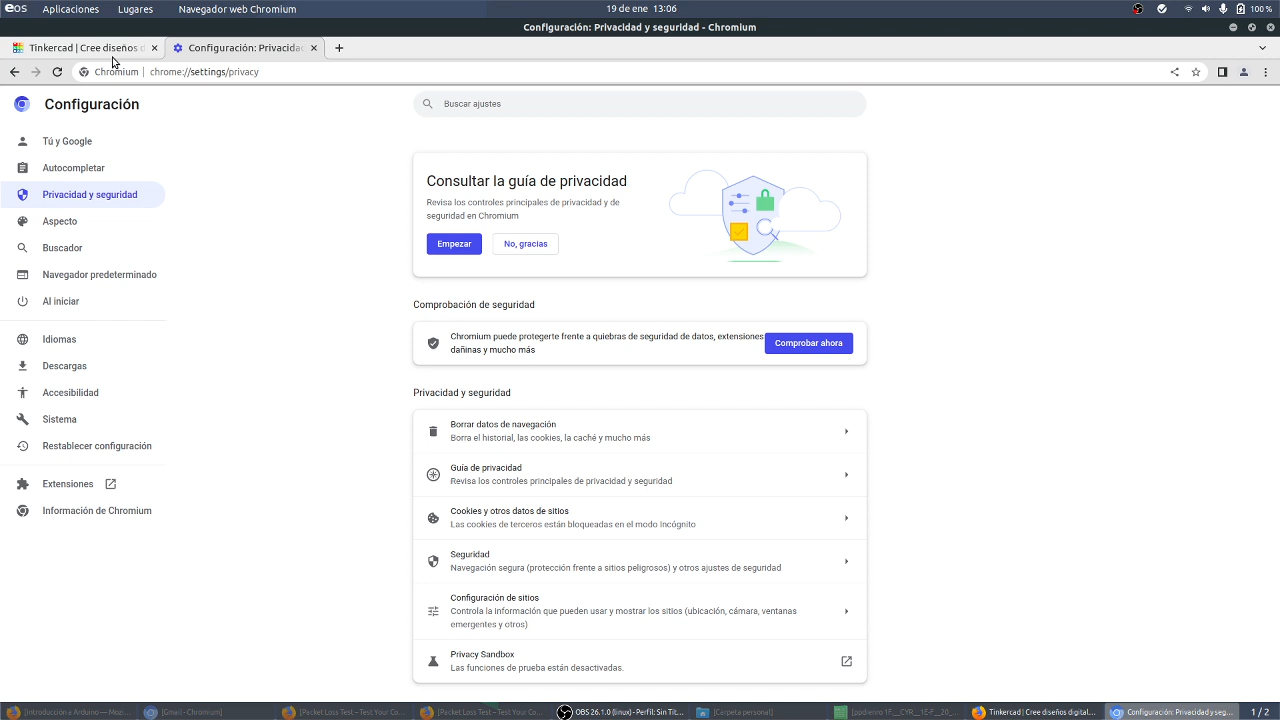 eos Aplicaciones Lugares Navegador web Chromium 19 de ene 13:06 100 %
Configuración: Privacidad y seguridad - Chromium
Tinkercad | Cree diseños d Configuración: Privacida
Chromium | chrome://settings/privacy
Configuración
Buscar ajustes
Tú y Google
Autocompletar
Privacidad y seguridad
Aspecto
Buscador
Navegador predeterminado
Al iniciar
Idiomas
Descargas
Accesibilidad
Sistema
Restablecer configuración
Extensiones
Información de Chromium
Consultar la guía de privacidad
Revisa los controles principales de privacidad y de
seguridad en Chromium
Empezar No, gracias
Comprobación de seguridad
Chromium puede protegerte frente a quiebras de seguridad de datos, extensiones
dañinas y mucho más
Comprobar ahora
Privacidad y seguridad
Borrar datos de navegación
Borra el historial, las cookies, la caché y mucho más
Guía de privacidad
Revisa los controles principales de privacidad y seguridad
Cookies y otros datos de sitios
Las cookies de terceros están bloqueadas en el modo Incógnito
Seguridad
Navegación segura (protección frente a sitios peligrosos) y otros ajustes de seguridad
Configuración de sitios
Controla la información que pueden usar y mostrar los sitios (ubicación, cámara, ventanas
emergentes y otros)
Privacy Sandbox
Las funciones de prueba están desactivadas.
[Introducción a Arduino — Mozi... [Gmail - Chromium] [Packet Loss Test – Test Your Co... [Packet Loss Test – Test Your Co... OBS 26.1.0 (linux) - Perfil: Sin Tít... [Carpeta personal] [ppdienro 1F__CYR__1E-F__20_... Tinkercad | Cree diseños digital... Configuración: Privacidad y seg... 1 / 2